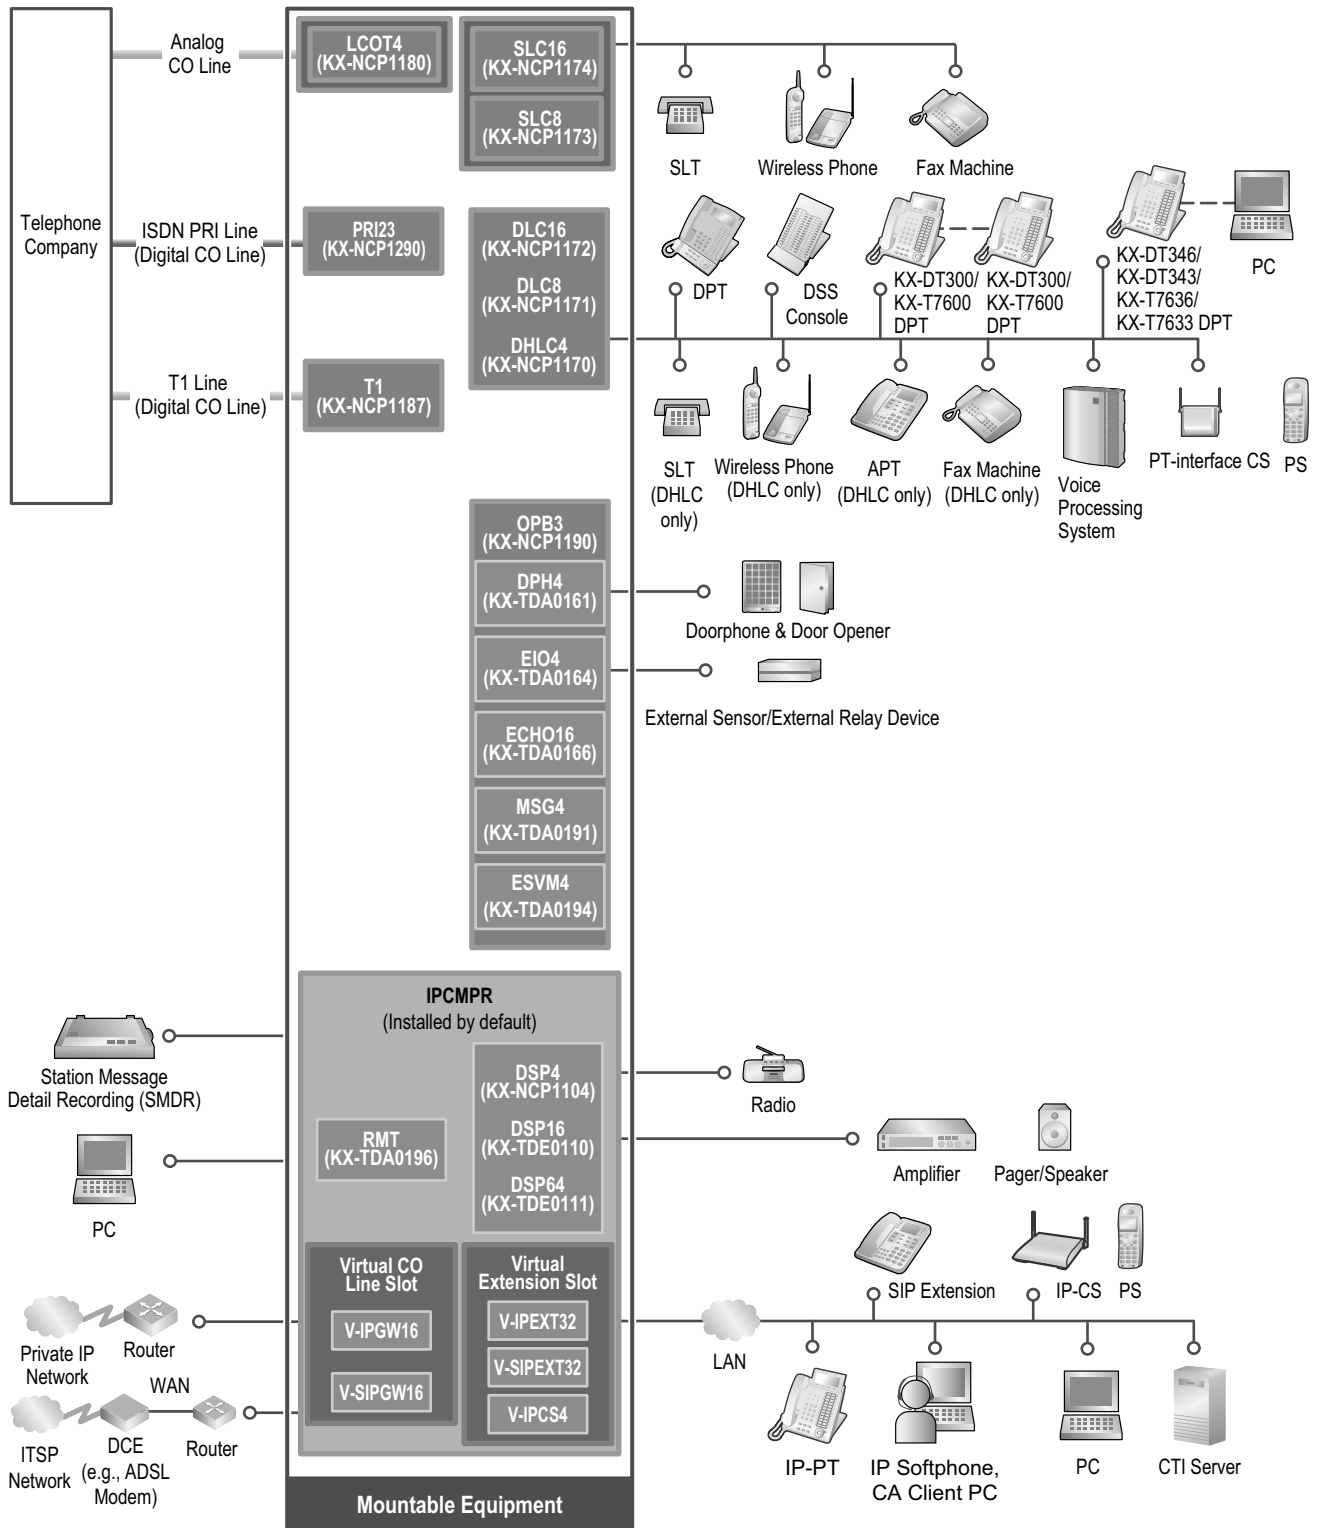 Analog
CO Line
LCOT4
(KX-NCP1180)
SLC16
(KX-NCP1174)
SLC8
(KX-NCP1173)
SLT
Wireless Phone
Fax Machine
Telephone
Company
ISDN PRI Line
(Digital CO Line)
PRI23
(KX-NCP1290)
DLC16
(KX-NCP1172)
DLC8
(KX-NCP1171)
DHLC4
(KX-NCP1170)
DPT
DSS
Console
KX-DT300/
KX-T7600
DPT
KX-DT300/
KX-T7600
DPT
KX-DT346/
KX-DT343/
KX-T7636/
KX-T7633 DPT
PC
T1 Line
(Digital CO Line)
T1
(KX-NCP1187)
SLT
(DHLC
only)
Wireless Phone
(DHLC only)
APT
(DHLC only)
Fax Machine
(DHLC only)
Voice
Processing
System
PT-interface CS
PS
OPB3
(KX-NCP1190)
DPH4
(KX-TDA0161)
Doorphone & Door Opener
EIO4
(KX-TDA0164)
External Sensor/External Relay Device
ECHO16
(KX-TDA0166)
MSG4
(KX-TDA0191)
ESVM4
(KX-TDA0194)
IPCMPR
(Installed by default)
Station Message
Detail Recording (SMDR)
DSP4
(KX-NCP1104)
DSP16
(KX-TDE0110)
DSP64
(KX-TDE0111)
Radio
RMT
(KX-TDA0196)
Amplifier
Pager/Speaker
PC
Virtual CO
Line Slot
V-IPGW16
V-SIPGW16
Virtual
Extension Slot
V-IPEXT32
V-SIPEXT32
V-IPCS4
SIP Extension
IP-CS
PS
Private IP
Network
Router
LAN
WAN
ITSP
Network
DCE
(e.g., ADSL
Modem)
Router
IP-PT
IP Softphone,
CA Client PC
PC
CTI Server
Mountable Equipment